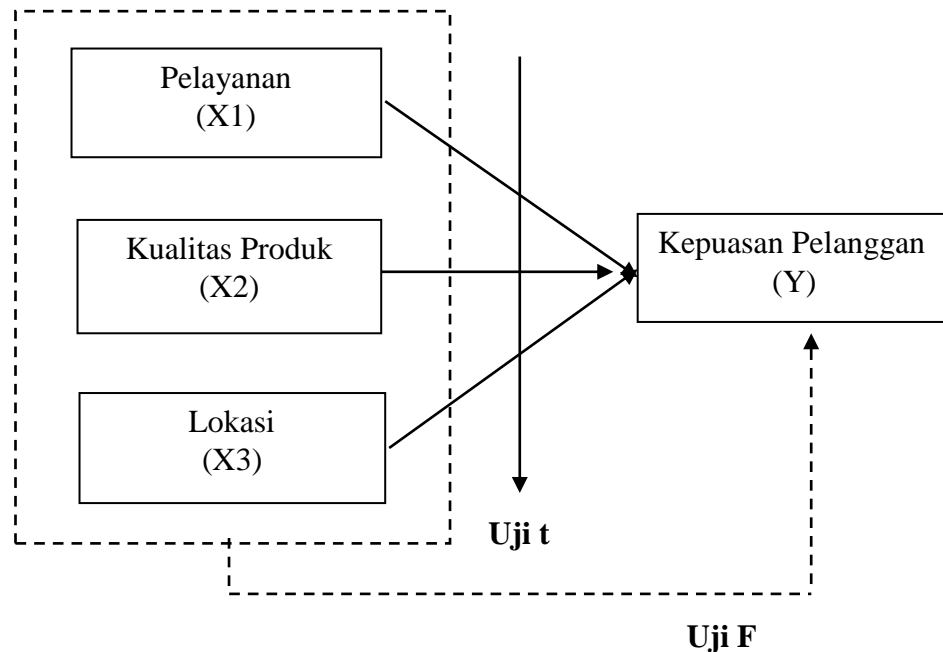 Pelayanan
(X1)
Kualitas Produk
(X2)
Kepuasan Pelanggan
(Y)
Lokasi
(X3)
Uji t
Uji F